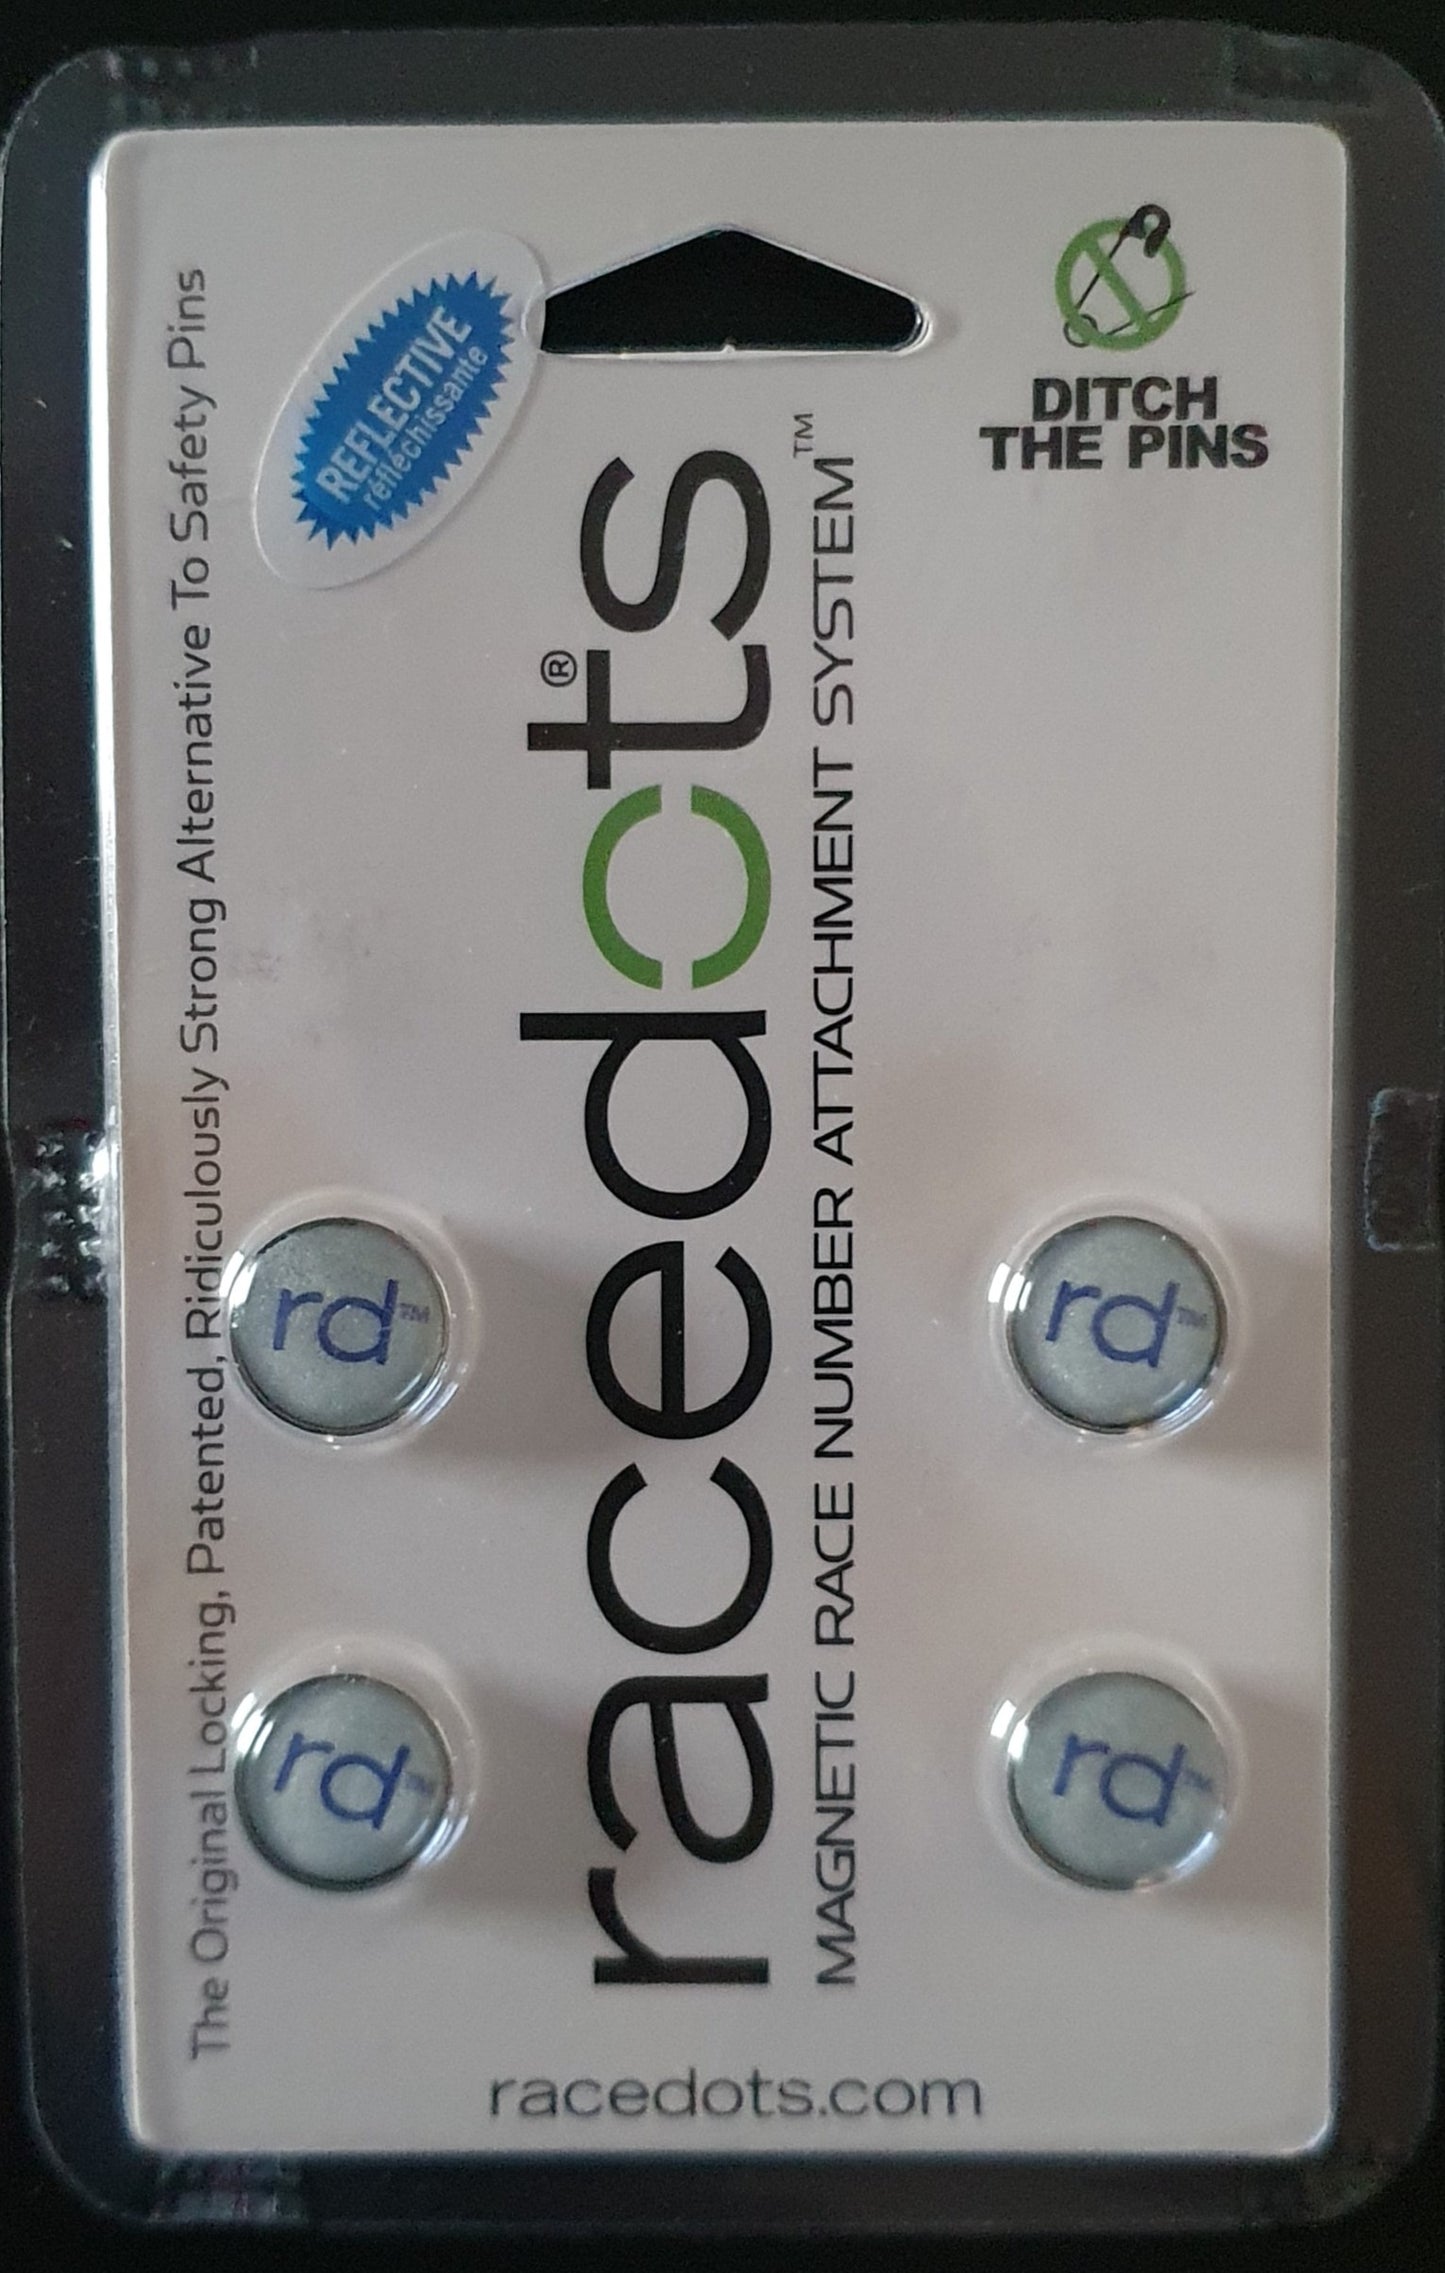 The Original Locking, Patented, Ridiculously Strong Alternative To Safety Pins
REFLECTIVE
réfléchissante
racedots®
MAGNETIC RACE NUMBER ATTACHMENT SYSTEM™
™
DITCH
THE PINS
rd™
rd™
rd™
rd™
racedots.com